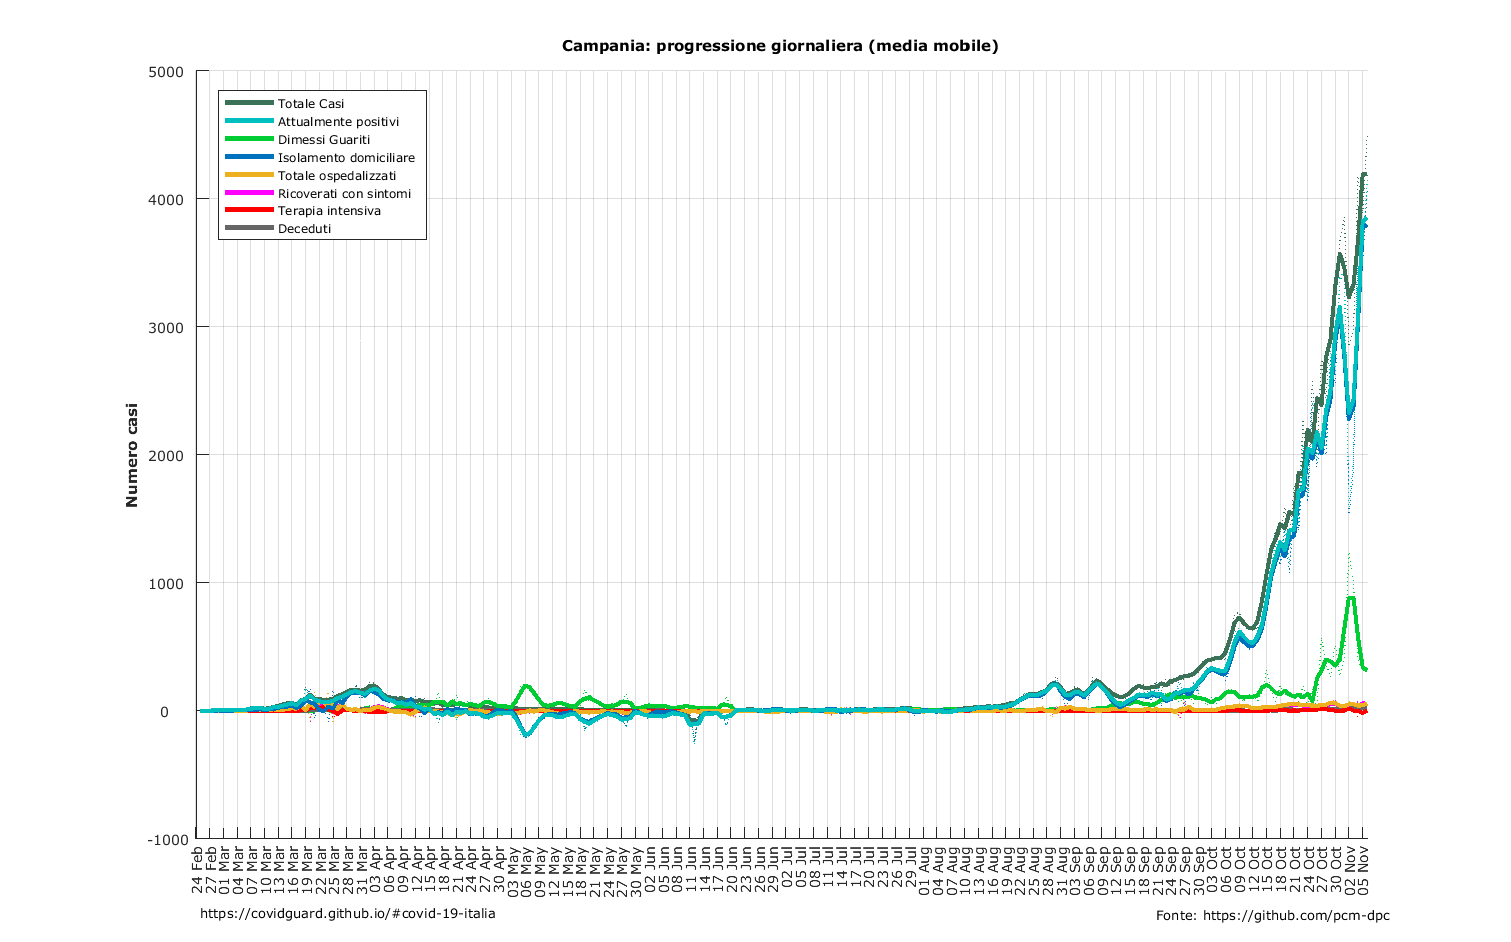 Campania: progressione giornaliera (media mobile)
5000
4000
3000
2000
1000
0
-1000
Numero casi
Totale Casi
Attualmente positivi
Dimessi Guariti
Isolamento domiciliare
Totale ospedalizzati
Ricoverati con sintomi
Terapia intensiva
Deceduti
24 Feb
27 Feb
01 Mar
04 Mar
07 Mar
10 Mar
13 Mar
16 Mar
19 Mar
22 Mar
25 Mar
28 Mar
31 Mar
03 Apr
06 Apr
09 Apr
12 Apr
15 Apr
18 Apr
21 Apr
24 Apr
27 Apr
30 Apr
03 May
06 May
09 May
12 May
15 May
18 May
21 May
24 May
27 May
30 May
02 Jun
05 Jun
08 Jun
11 Jun
14 Jun
17 Jun
20 Jun
23 Jun
26 Jun
29 Jun
02 Jul
05 Jul
08 Jul
11 Jul
14 Jul
17 Jul
20 Jul
23 Jul
26 Jul
29 Jul
01 Aug
04 Aug
07 Aug
10 Aug
13 Aug
16 Aug
19 Aug
22 Aug
25 Aug
28 Aug
31 Aug
03 Sep
06 Sep
09 Sep
12 Sep
15 Sep
18 Sep
21 Sep
24 Sep
27 Sep
30 Sep
03 Oct
06 Oct
09 Oct
12 Oct
15 Oct
18 Oct
21 Oct
24 Oct
27 Oct
30 Oct
02 Nov
05 Nov
https://covidguard.github.io/#covid-19-italia
Fonte: https://github.com/pcm-dpc